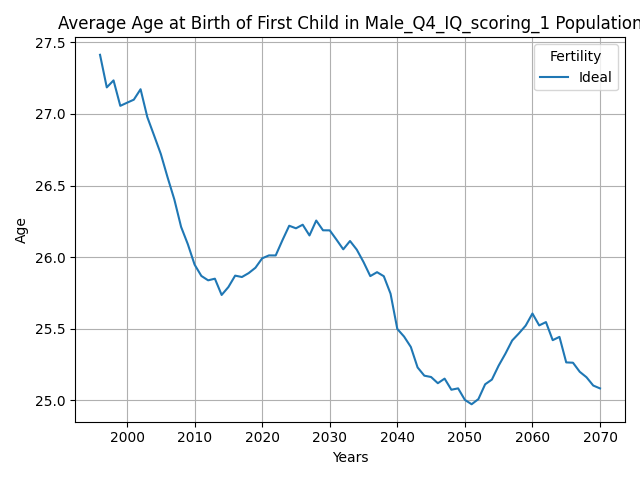 Average Age at Birth of First Child in Male_Q4_IQ_scoring_1 Population
27.5
27.0
26.5
26.0
25.5
25.0
Age
Fertility
Ideal
2000 2010 2020 2030 2040 2050 2060 2070
Years